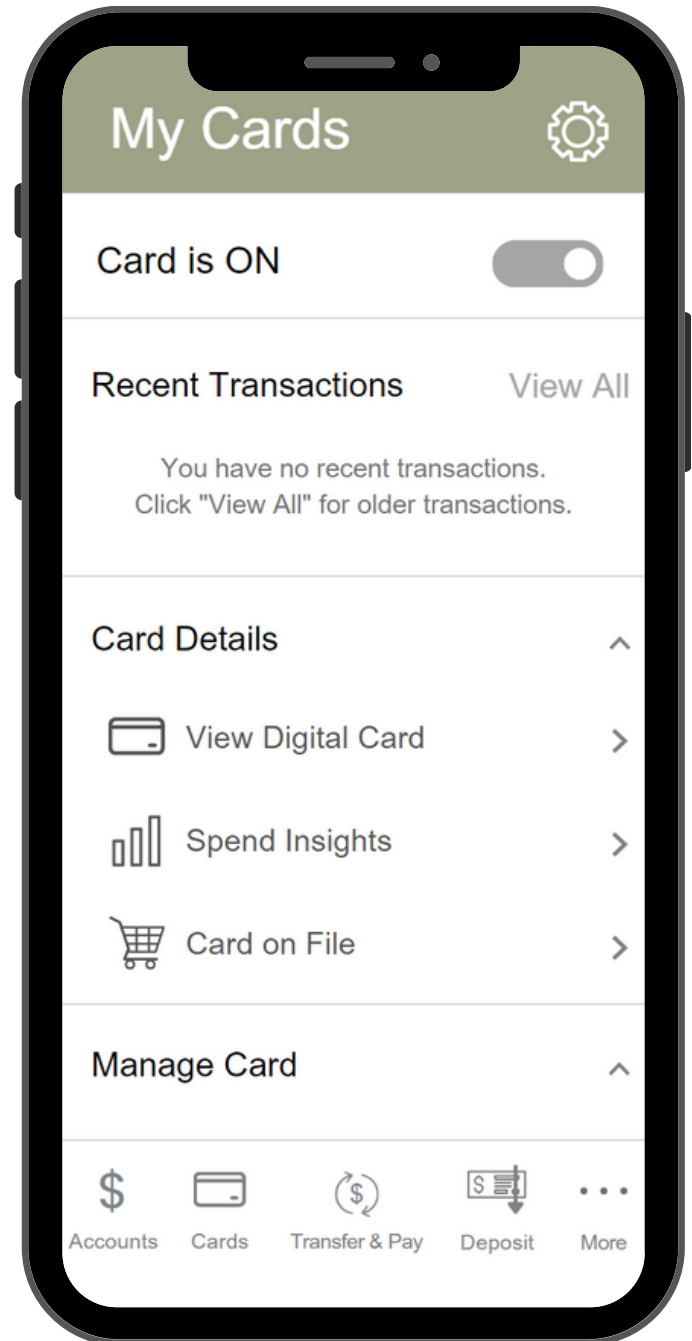 My Cards
Card is ON
Recent Transactions View All
You have no recent transactions.
Click "View All" for older transactions.
Card Details
View Digital Card
Spend Insights
Card on File
Manage Card
$ $ $
Accounts Cards Transfer & Pay Deposit More